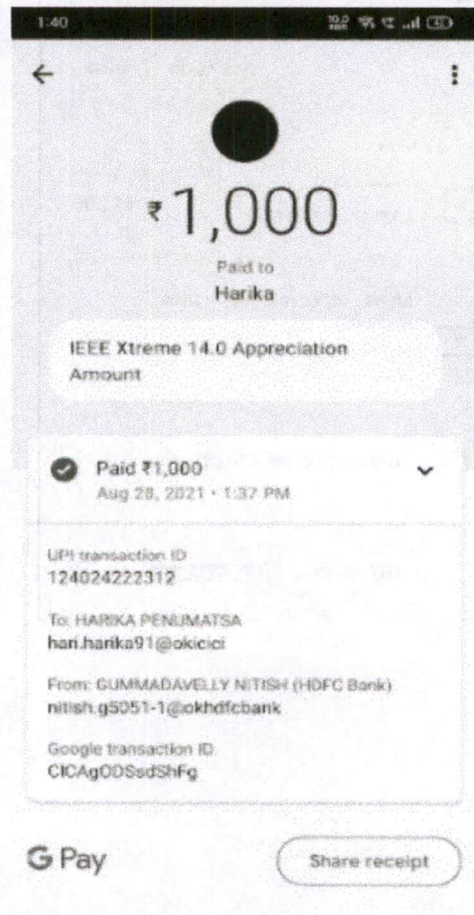 1:40
₹1,000
Paid to
Harika
IEEE Xtreme 14.0 Appreciation
Amount
Paid ₹1,000
Aug 28, 2021 • 1:37 PM
UPI transaction ID
124024222312
To: HARIKA PENUMATSA
hari.harika91@okicici
From: GUMMADAVELLY NITISH (HDFC Bank)
nitish.g5051-1@okhdfcbank
Google transaction ID
CICAgODSsdShFg
G Pay
Share receipt